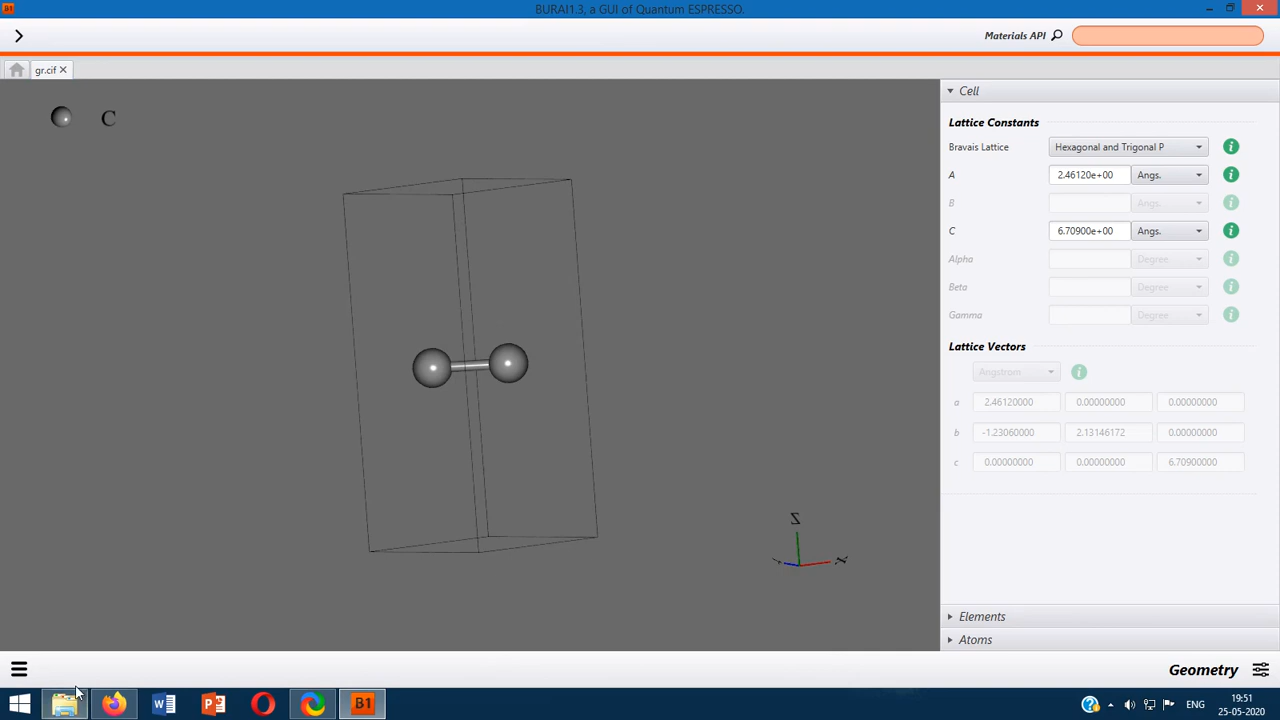 BURAI1.3, a GUI of Quantum ESPRESSO.
Materials API
gr.cif
C
Cell
Lattice Constants
Bravais Lattice Hexagonal and Trigonal P
A 2.46120e+00 Angs.
B Angs.
C 6.70900e+00 Angs.
Alpha Degree
Beta Degree
Gamma Degree
Lattice Vectors
Angstrom
a 2.46120000 0.00000000 0.00000000
b -1.23060000 2.13146172 0.00000000
c 0.00000000 0.00000000 6.70900000
Z
X
Elements
Atoms
Geometry
B1
ENG
19:51
25-05-2020